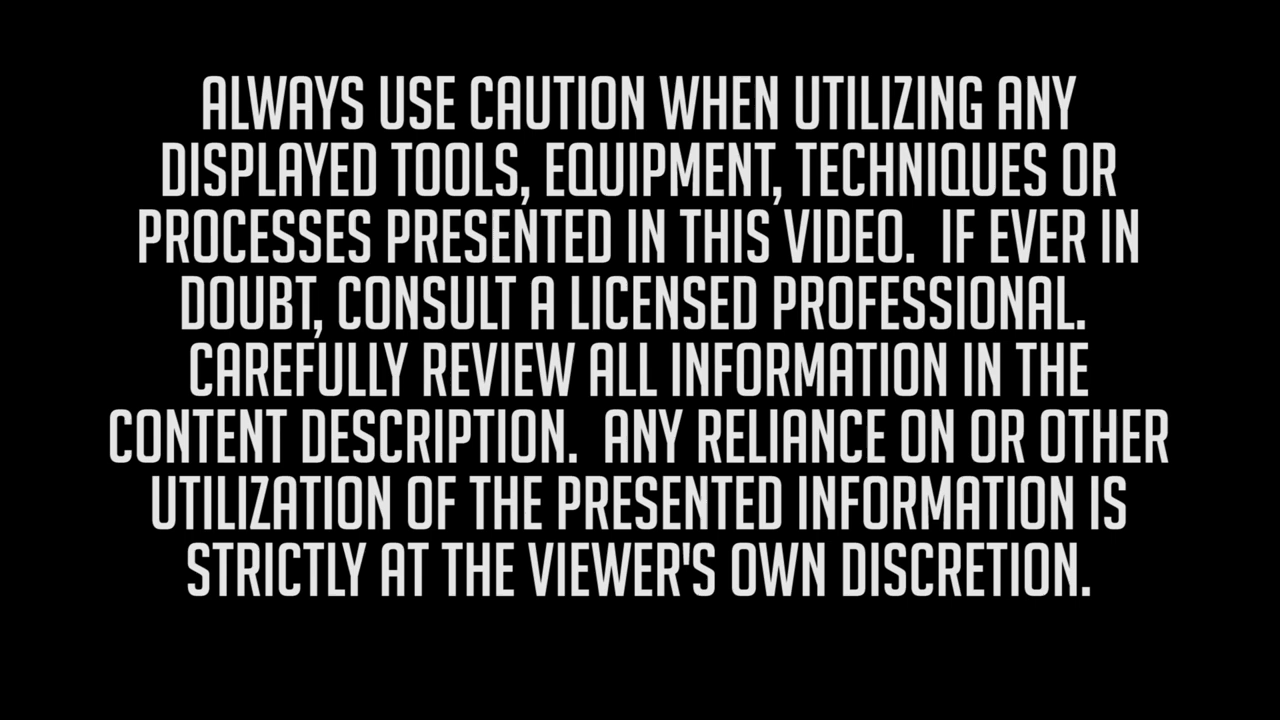 ALWAYS USE CAUTION WHEN UTILIZING ANY
DISPLAYED TOOLS, EQUIPMENT, TECHNIQUES OR
PROCESSES PRESENTED IN THIS VIDEO.  IF EVER IN
DOUBT, CONSULT A LICENSED PROFESSIONAL.
CAREFULLY REVIEW ALL INFORMATION IN THE
CONTENT DESCRIPTION.  ANY RELIANCE ON OR OTHER
UTILIZATION OF THE PRESENTED INFORMATION IS
STRICTLY AT THE VIEWER'S OWN DISCRETION.